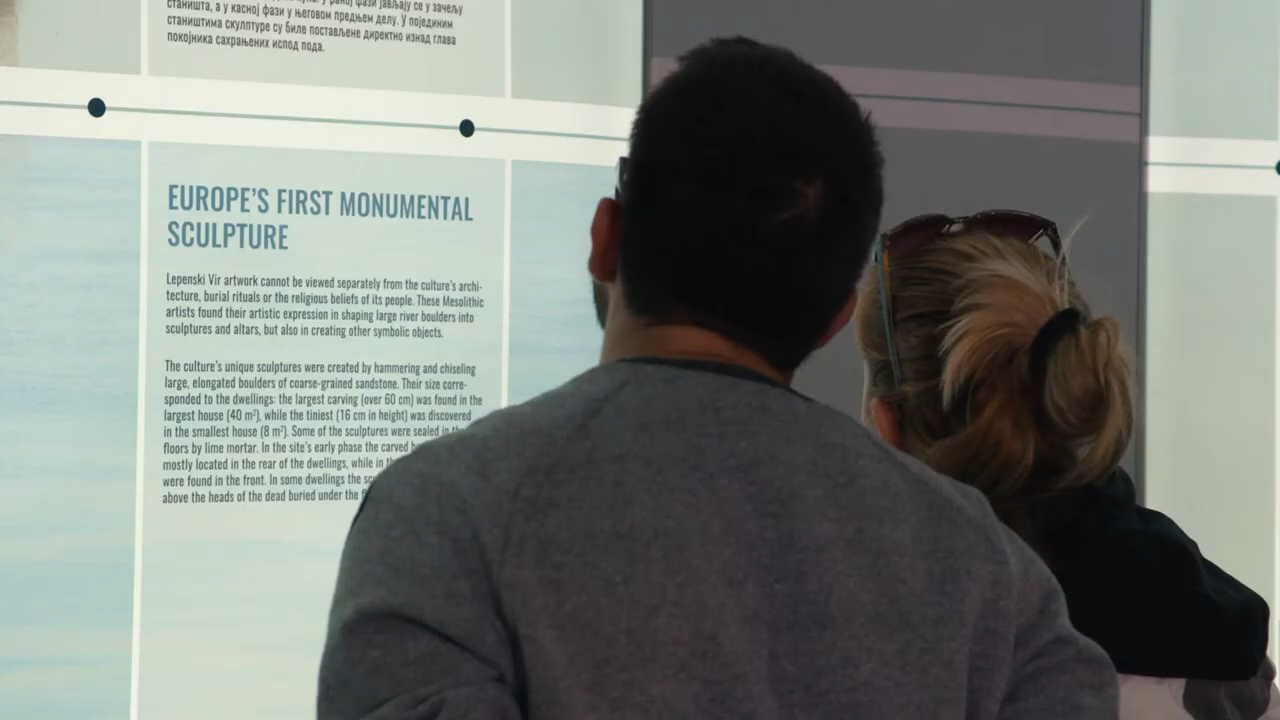 станишта, а у касној фази у његовом предњем делу. У појединим
стаништима скулптуре су биле постављене директно изнад глава
покојника сахрањених испод пода.
EUROPE'S FIRST MONUMENTAL
SCULPTURE
Lepenski Vir artwork cannot be viewed separately from the culture's archi-
tecture, burial rituals or the religious beliefs of its people. These Mesolithic
artists found their artistic expression in shaping large river boulders into
sculptures and altars, but also in creating other symbolic objects.
The culture's unique sculptures were created by hammering and chiseling
large, elongated boulders of coarse-grained sandstone. Their size corre-
sponded to the dwellings: the largest carving (over 60 cm) was found in the
largest house (40 m²), while the tiniest (16 cm in height) was discovered
in the smallest house (8 m²). Some of the sculptures were sealed in the
floors by lime mortar. In the site's early phase the carved
mostly located in the rear of the dwellings, while in
were found in the front. In some dwellings the
above the heads of the dead buried under the